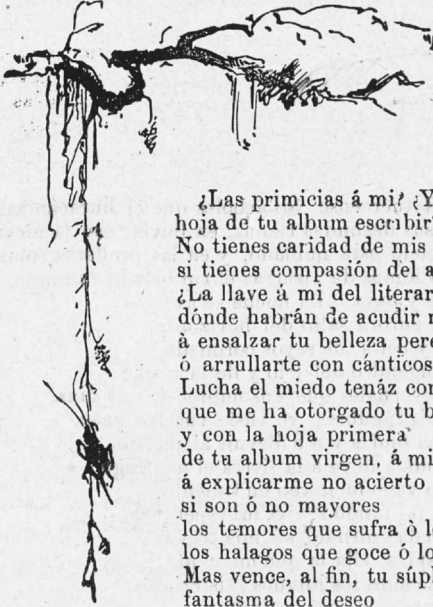 ¿Las primicias á mi? ¿Y
hoja de tu album escribir
No tienes caridad de mis
si tienes compasión del a
¿La llave á mi del literar
dónde habrán de acudir
à ensalzar tu belleza pere
ó arrullarte con cánticos
Lucha el miedo tenáz con
que me ha otorgado tu b
y con la hoja primera
de tu album virgen, á mi
á explicarme no acierto
si son ò no mayores
los temores que sufra ò lo
los halagos que goce ó lo
Mas vence, al fin, tu súpl
fantasma del deseo